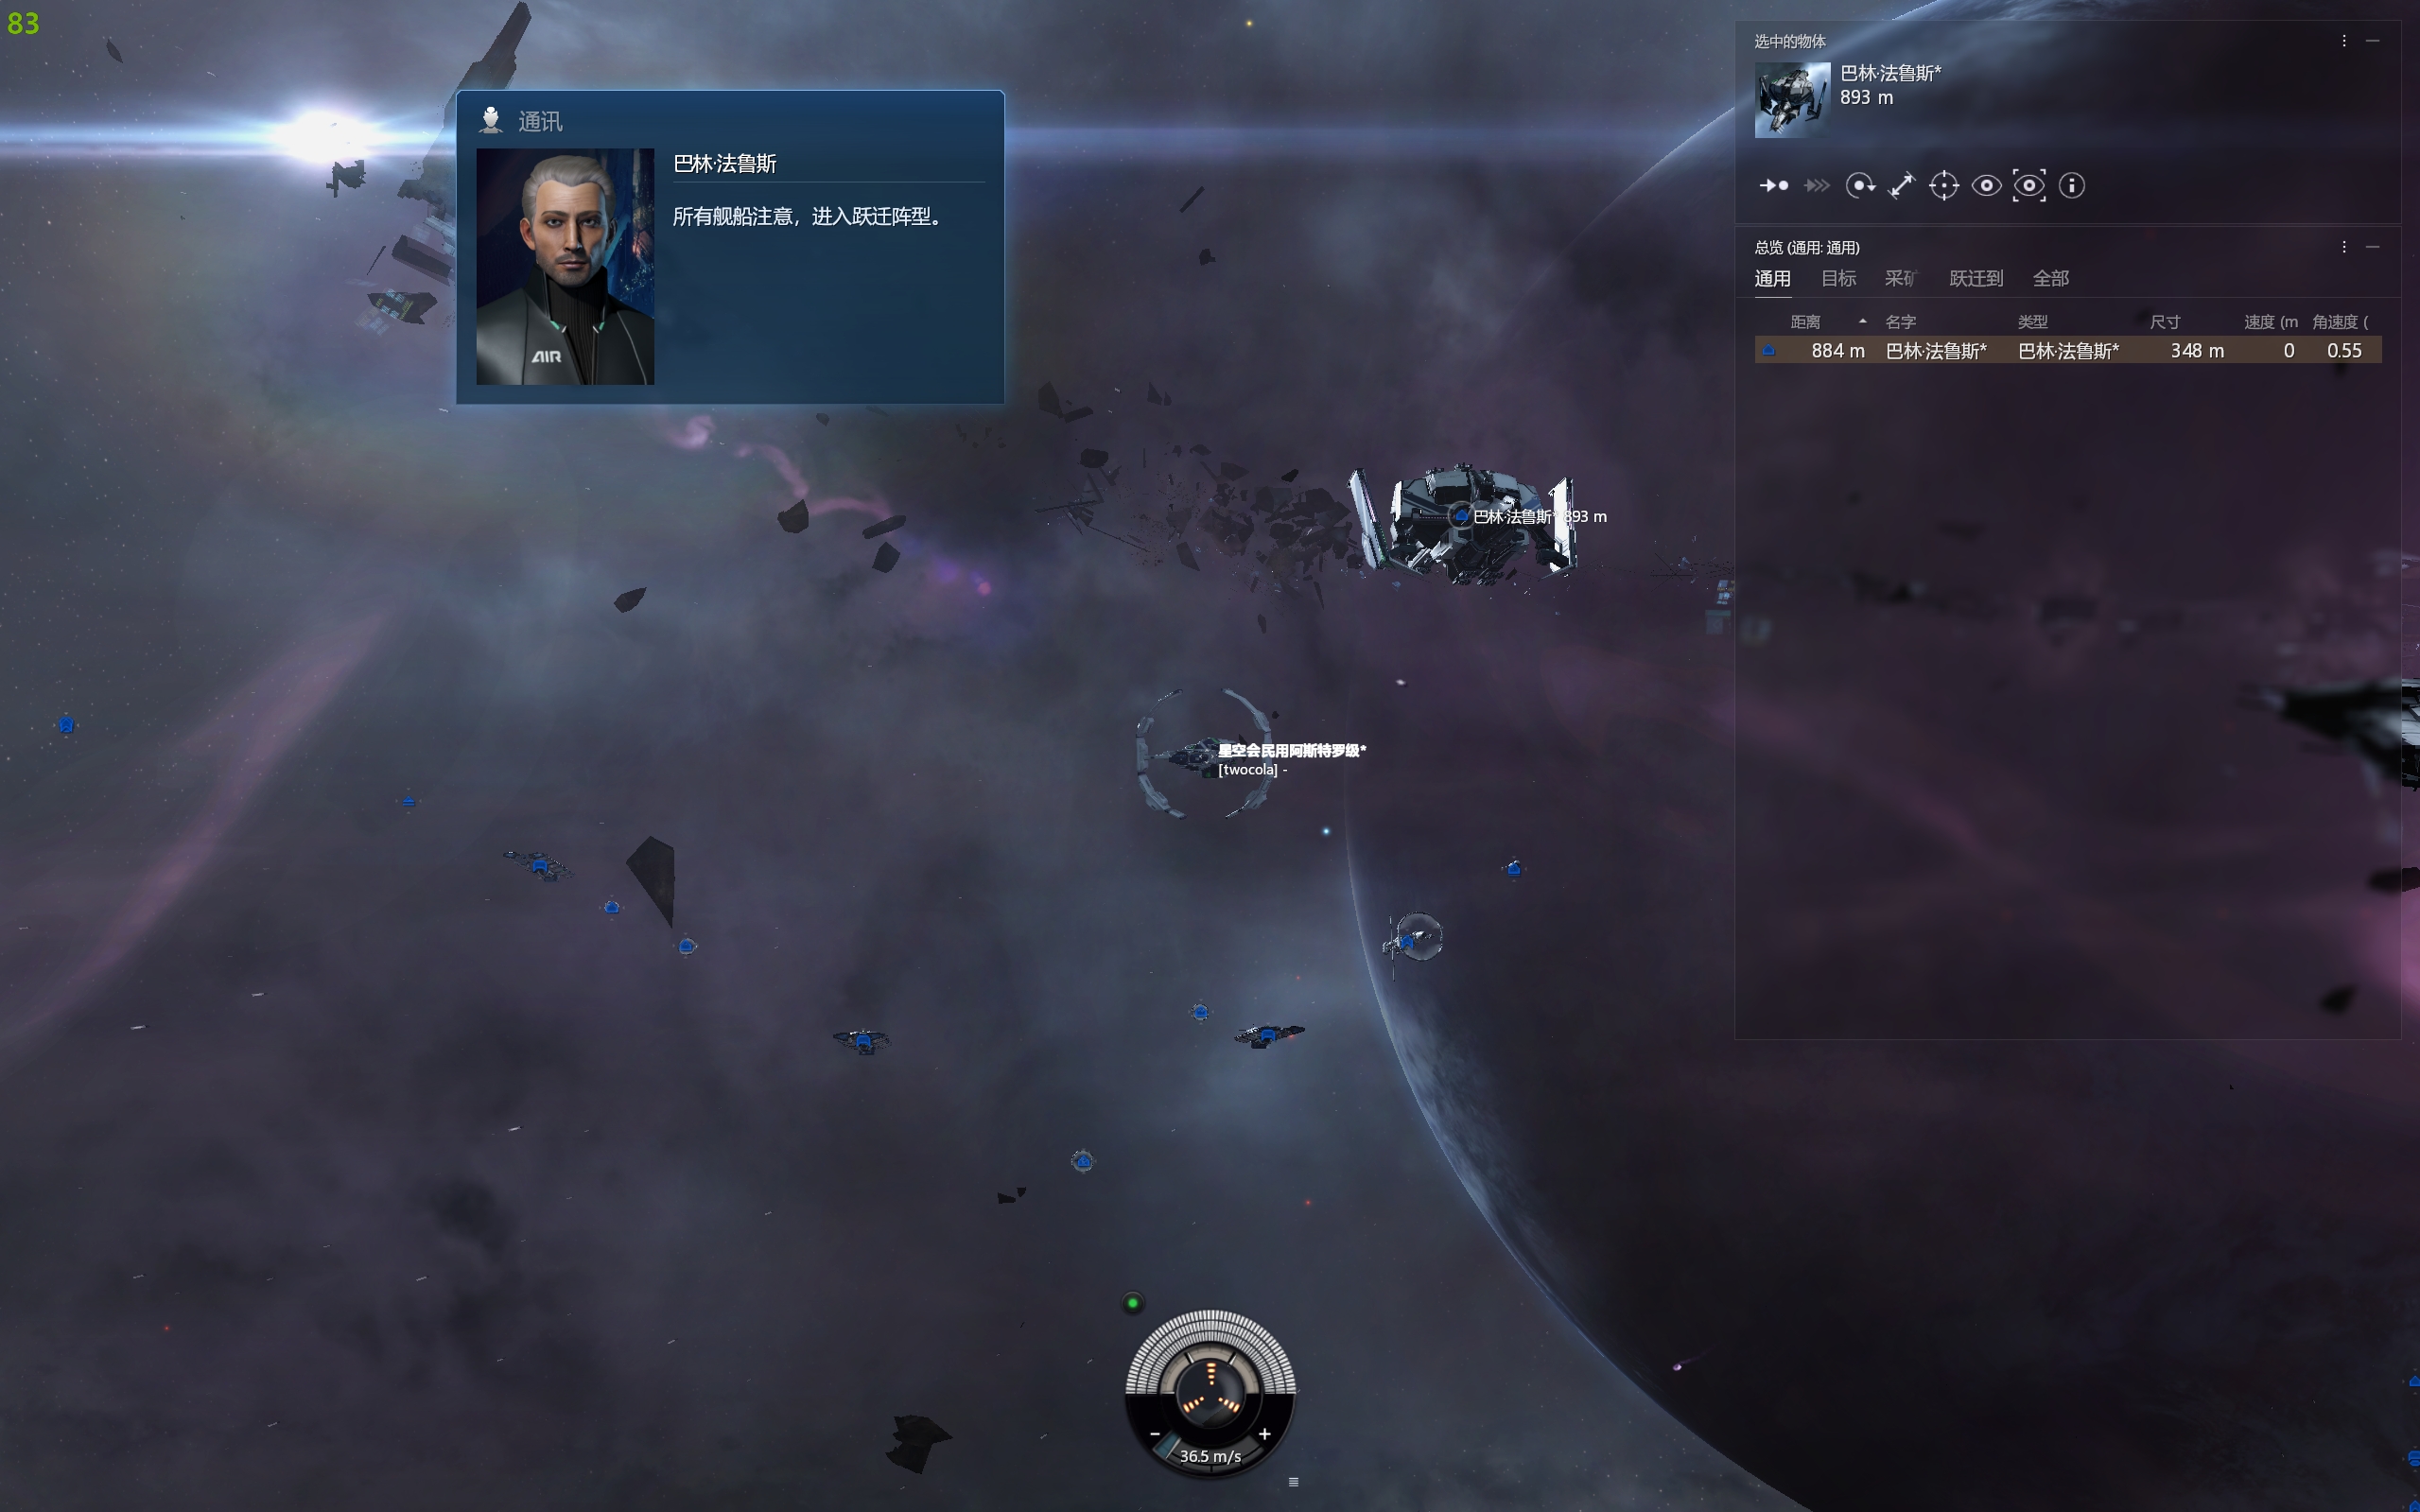 83
通讯
巴林·法鲁斯
所有舰船注意，进入跃迁阵型。
AIR
选中的物体
巴林·法鲁斯*
893 m
总览 (通用: 通用)
通用 目标 采矿 跃迁到 全部
距离 名字 类型 尺寸 速度 (m 角速度 (
884 m 巴林·法鲁斯* 巴林·法鲁斯* 348 m 0 0.55
巴林·法鲁斯* 893 m
星空会民用阿斯特罗级*
[twocola] -
36.5 m/s